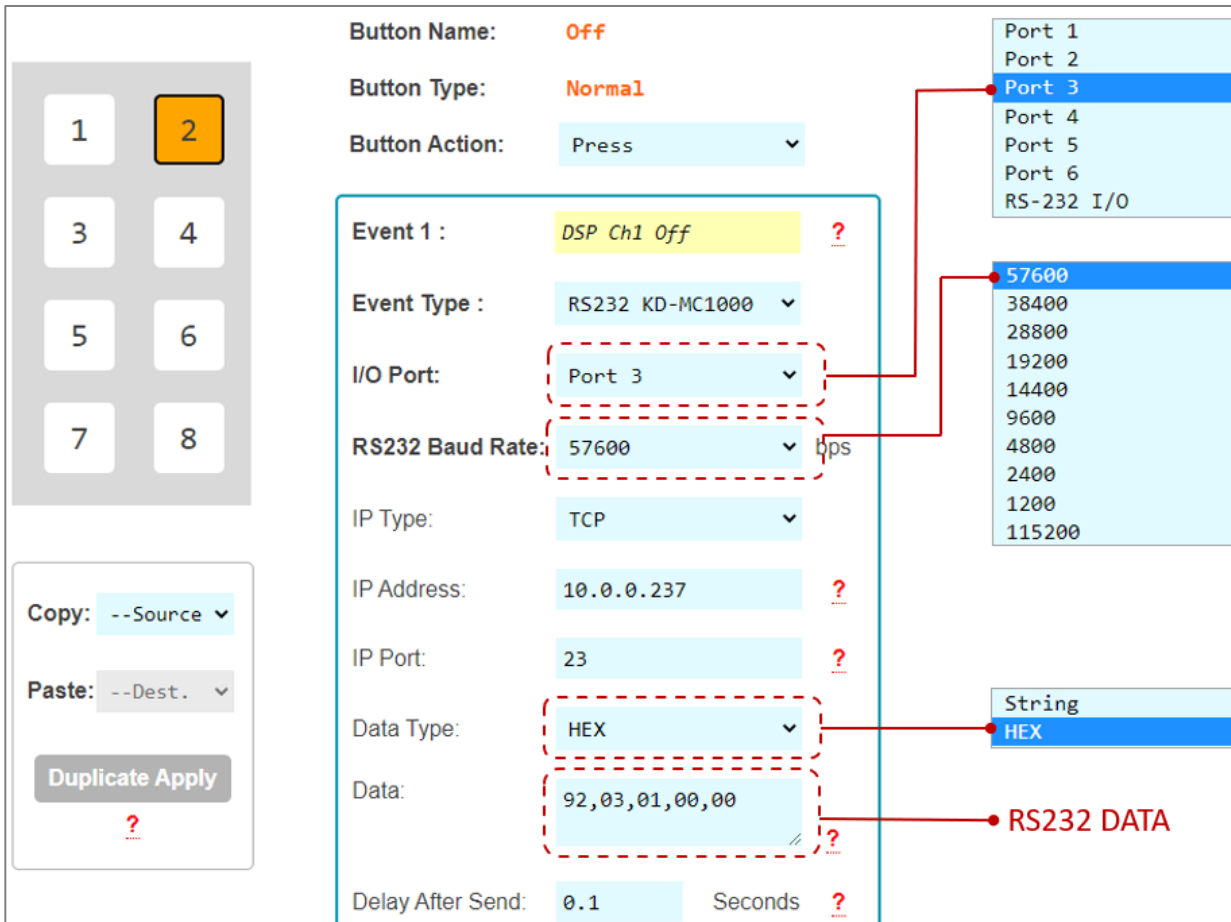 Button Name: Off
Button Type: Normal
Button Action: Press
1 2
3 4
5 6
7 8
Copy: --Source
Paste: --Dest.
Duplicate Apply
?
Event 1 : DSP Ch1 Off ?
Event Type : RS232 KD-MC1000
I/O Port: Port 3
RS232 Baud Rate: 57600 bps
IP Type: TCP
IP Address: 10.0.0.237 ?
IP Port: 23 ?
Data Type: HEX
Data: 92,03,01,00,00 ?
Delay After Send: 0.1 Seconds ?
Port 1
Port 2
Port 3
Port 4
Port 5
Port 6
RS-232 I/O
57600
38400
28800
19200
14400
9600
4800
2400
1200
115200
String
HEX
RS232 DATA